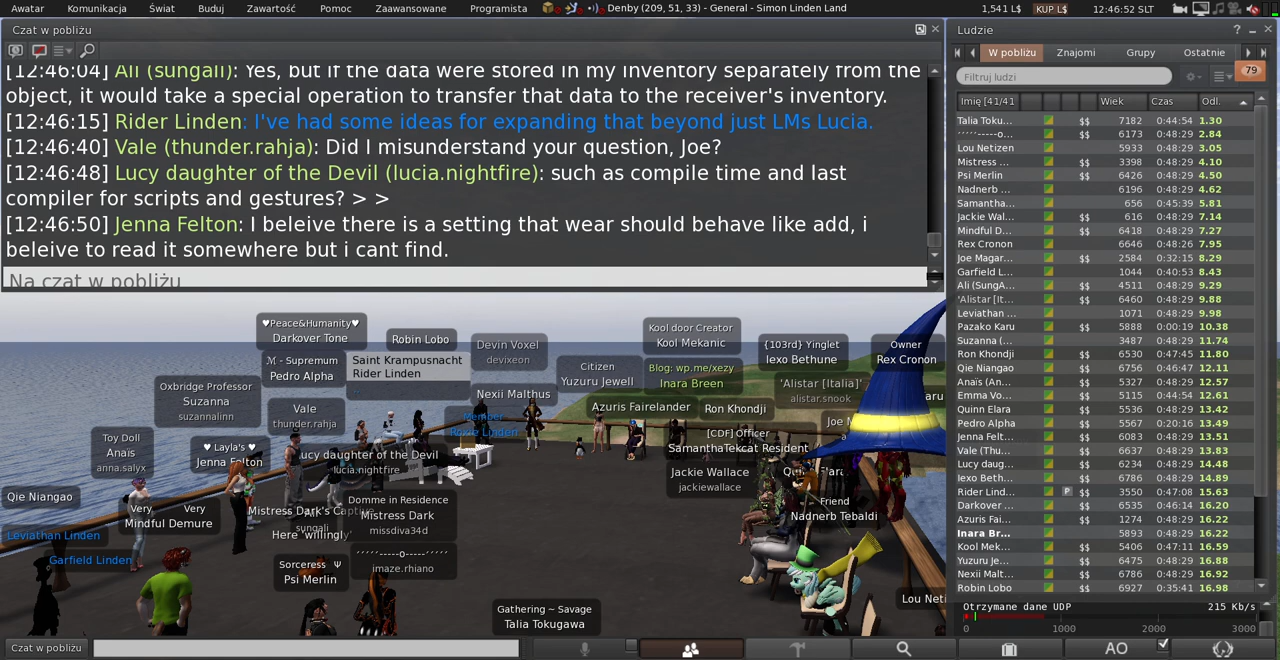 Awatar Komunikacja Świat Buduj Zawartość Pomoc Zaawansowane Programista Denby (209, 51, 33) - General - Simon Linden Land 1,541 L$ KUP L$ 12:46:52 SLT
Czat w pobliżu
[12:46:04] Ali (sungali): Yes, but if the data were stored in my inventory separately from the
object, it would take a special operation to transfer that data to the receiver's inventory.
[12:46:15] Rider Linden: I've had some ideas for expanding that beyond just LMs Lucia.
[12:46:40] Vale (thunder.rahja): Did I misunderstand your question, Joe?
[12:46:48] Lucy daughter of the Devil (lucia.nightfire): such as compile time and last
compiler for scripts and gestures? > >
[12:46:50] Jenna Felton: I beleive there is a setting that wear should behave like add, i
beleive to read it somewhere but i cant find.
Na czat w pobliżu
♥Peace&Humanity♥
Darkover Tone
Robin Lobo
Devin Voxel
devixeon
Kool door Creator
Kool Mekanic
{103rd} Yinglet
Iexo Bethune
Owner
Rex Cronon
ℳ - Supremum
Pedro Alpha
Saint Krampusnacht
Rider Linden
Citizen
Yuzuru Jewell
Blog: wp.me/xezy
Inara Breen
'Alistar [Italia]'
alistar.snook
Oxbridge Professor
Suzanna
suzannalinn
Nexii Malthus
Vale
thunder.rahja
Member
Roxie Linden
Azuris Fairelander
Ron Khondji
Joe
Toy Doll
Anaïs
anna.salyx
♥ Layla's ♥
Jenna Felton
Lucy daughter of the Devil
lucia.nightfire
[CDF] Officer
SamanthaTekcat Resident
Jackie Wallace
jackiewallace
Qie Niangao
Very Very
Mindful Demure
Mistress Dark's
sungali
Here 'willingly'
Domme in Residence
Mistress Dark
missdiva34d
Friend
Nadnerb Tebaldi
Leviathan Linden
Garfield Linden
Sorceress Ψ
Psi Merlin
´´´´´-----o-----´´´´´
imaze.rhiano
Gathering ~ Savage
Talia Tokugawa
Lou Neti
Czat w pobliżu
Ludzie
W pobliżu Znajomi Grupy Ostatnie
Filtruj ludzi
79
Imię [41/41 Wiek Czas Odl.
Talia Toku... $$ 7182 0:44:54 1.30
´´´´´-----o... $$ 6173 0:48:29 2.84
Lou Netizen 5933 0:48:29 3.05
Mistress ... $$ 3398 0:48:29 4.10
Psi Merlin $$ 6426 0:48:29 4.50
Nadnerb ... 6196 0:48:29 4.62
Samantha... 656 0:45:39 5.81
Jackie Wal... $$ 616 0:48:29 7.14
Mindful D... $$ 6418 0:48:29 7.27
Rex Cronon 6646 0:48:26 7.95
Joe Magar... $$ 2584 0:32:15 8.29
Garfield L... 1044 0:40:53 8.43
Ali (SungA... $$ 4511 0:48:29 9.29
'Alistar [It... $$ 6460 0:48:29 9.88
Leviathan ... 1071 0:48:29 9.98
Pazako Karu $$ 5888 0:00:19 10.38
Suzanna (... 3487 0:48:29 11.74
Ron Khondji $$ 6530 0:47:45 11.80
Qie Niangao $$ 6756 0:46:47 12.11
Anaïs (An... $$ 5327 0:48:29 12.57
Emma Vo... $$ 5115 0:44:54 12.61
Quinn Elara $$ 5536 0:48:29 13.42
Pedro Alpha $$ 5567 0:20:16 13.49
Jenna Felt... $$ 6083 0:48:29 13.51
Vale (Thu... $$ 6637 0:48:29 13.83
Lucy daug... $$ 6234 0:48:29 14.48
Iexo Beth... $$ 6786 0:48:29 14.89
Rider Lind... P $$ 3550 0:47:08 15.63
Darkover ... $$ 6535 0:46:14 16.20
Azuris Fai... $$ 1274 0:48:29 16.22
Inara Br... 5893 0:48:29 16.22
Kool Mek... $$ 5406 0:47:11 16.59
Yuzuru Je... $$ 6475 0:48:29 16.88
Nexii Malt... $$ 6786 0:48:29 16.92
Robin Lobo $$ 6927 0:35:41 16.98
Otrzymane dane UDP 215 Kb/s
0 1000 2000 3000
AO